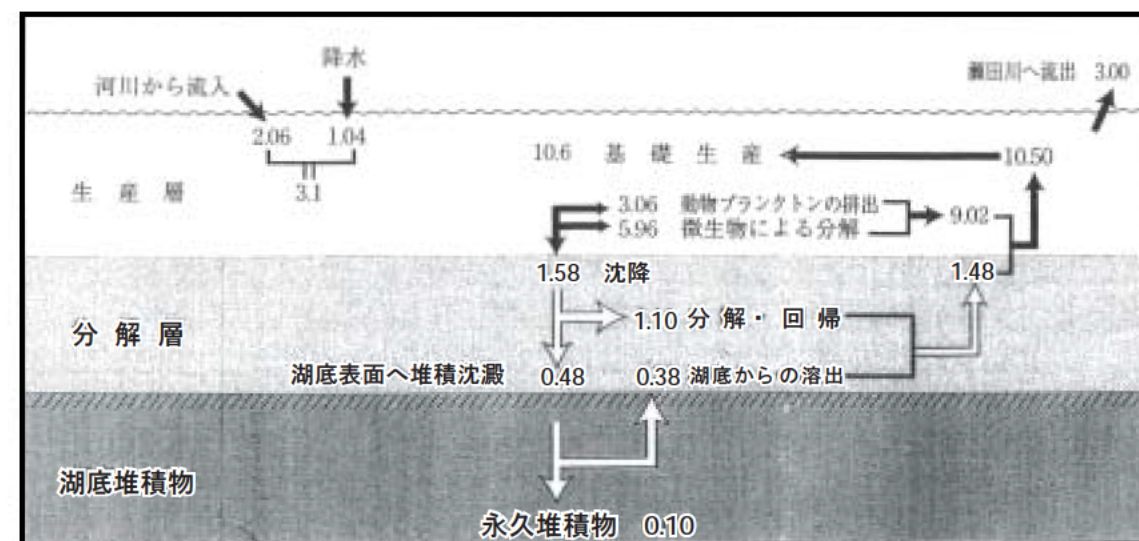 降水
河川から流入
瀬田川へ流出 3.00
2.06 1.04
10.6 基礎生産
10.50
生産層
3.1
3.06 動物プランクトンの排出
9.02
5.96 微生物による分解
1.58 沈降
1.48
1.10 分解・回帰
分解層
湖底表面へ堆積沈澱 0.48
0.38 湖底からの溶出
湖底堆積物
永久堆積物 0.10